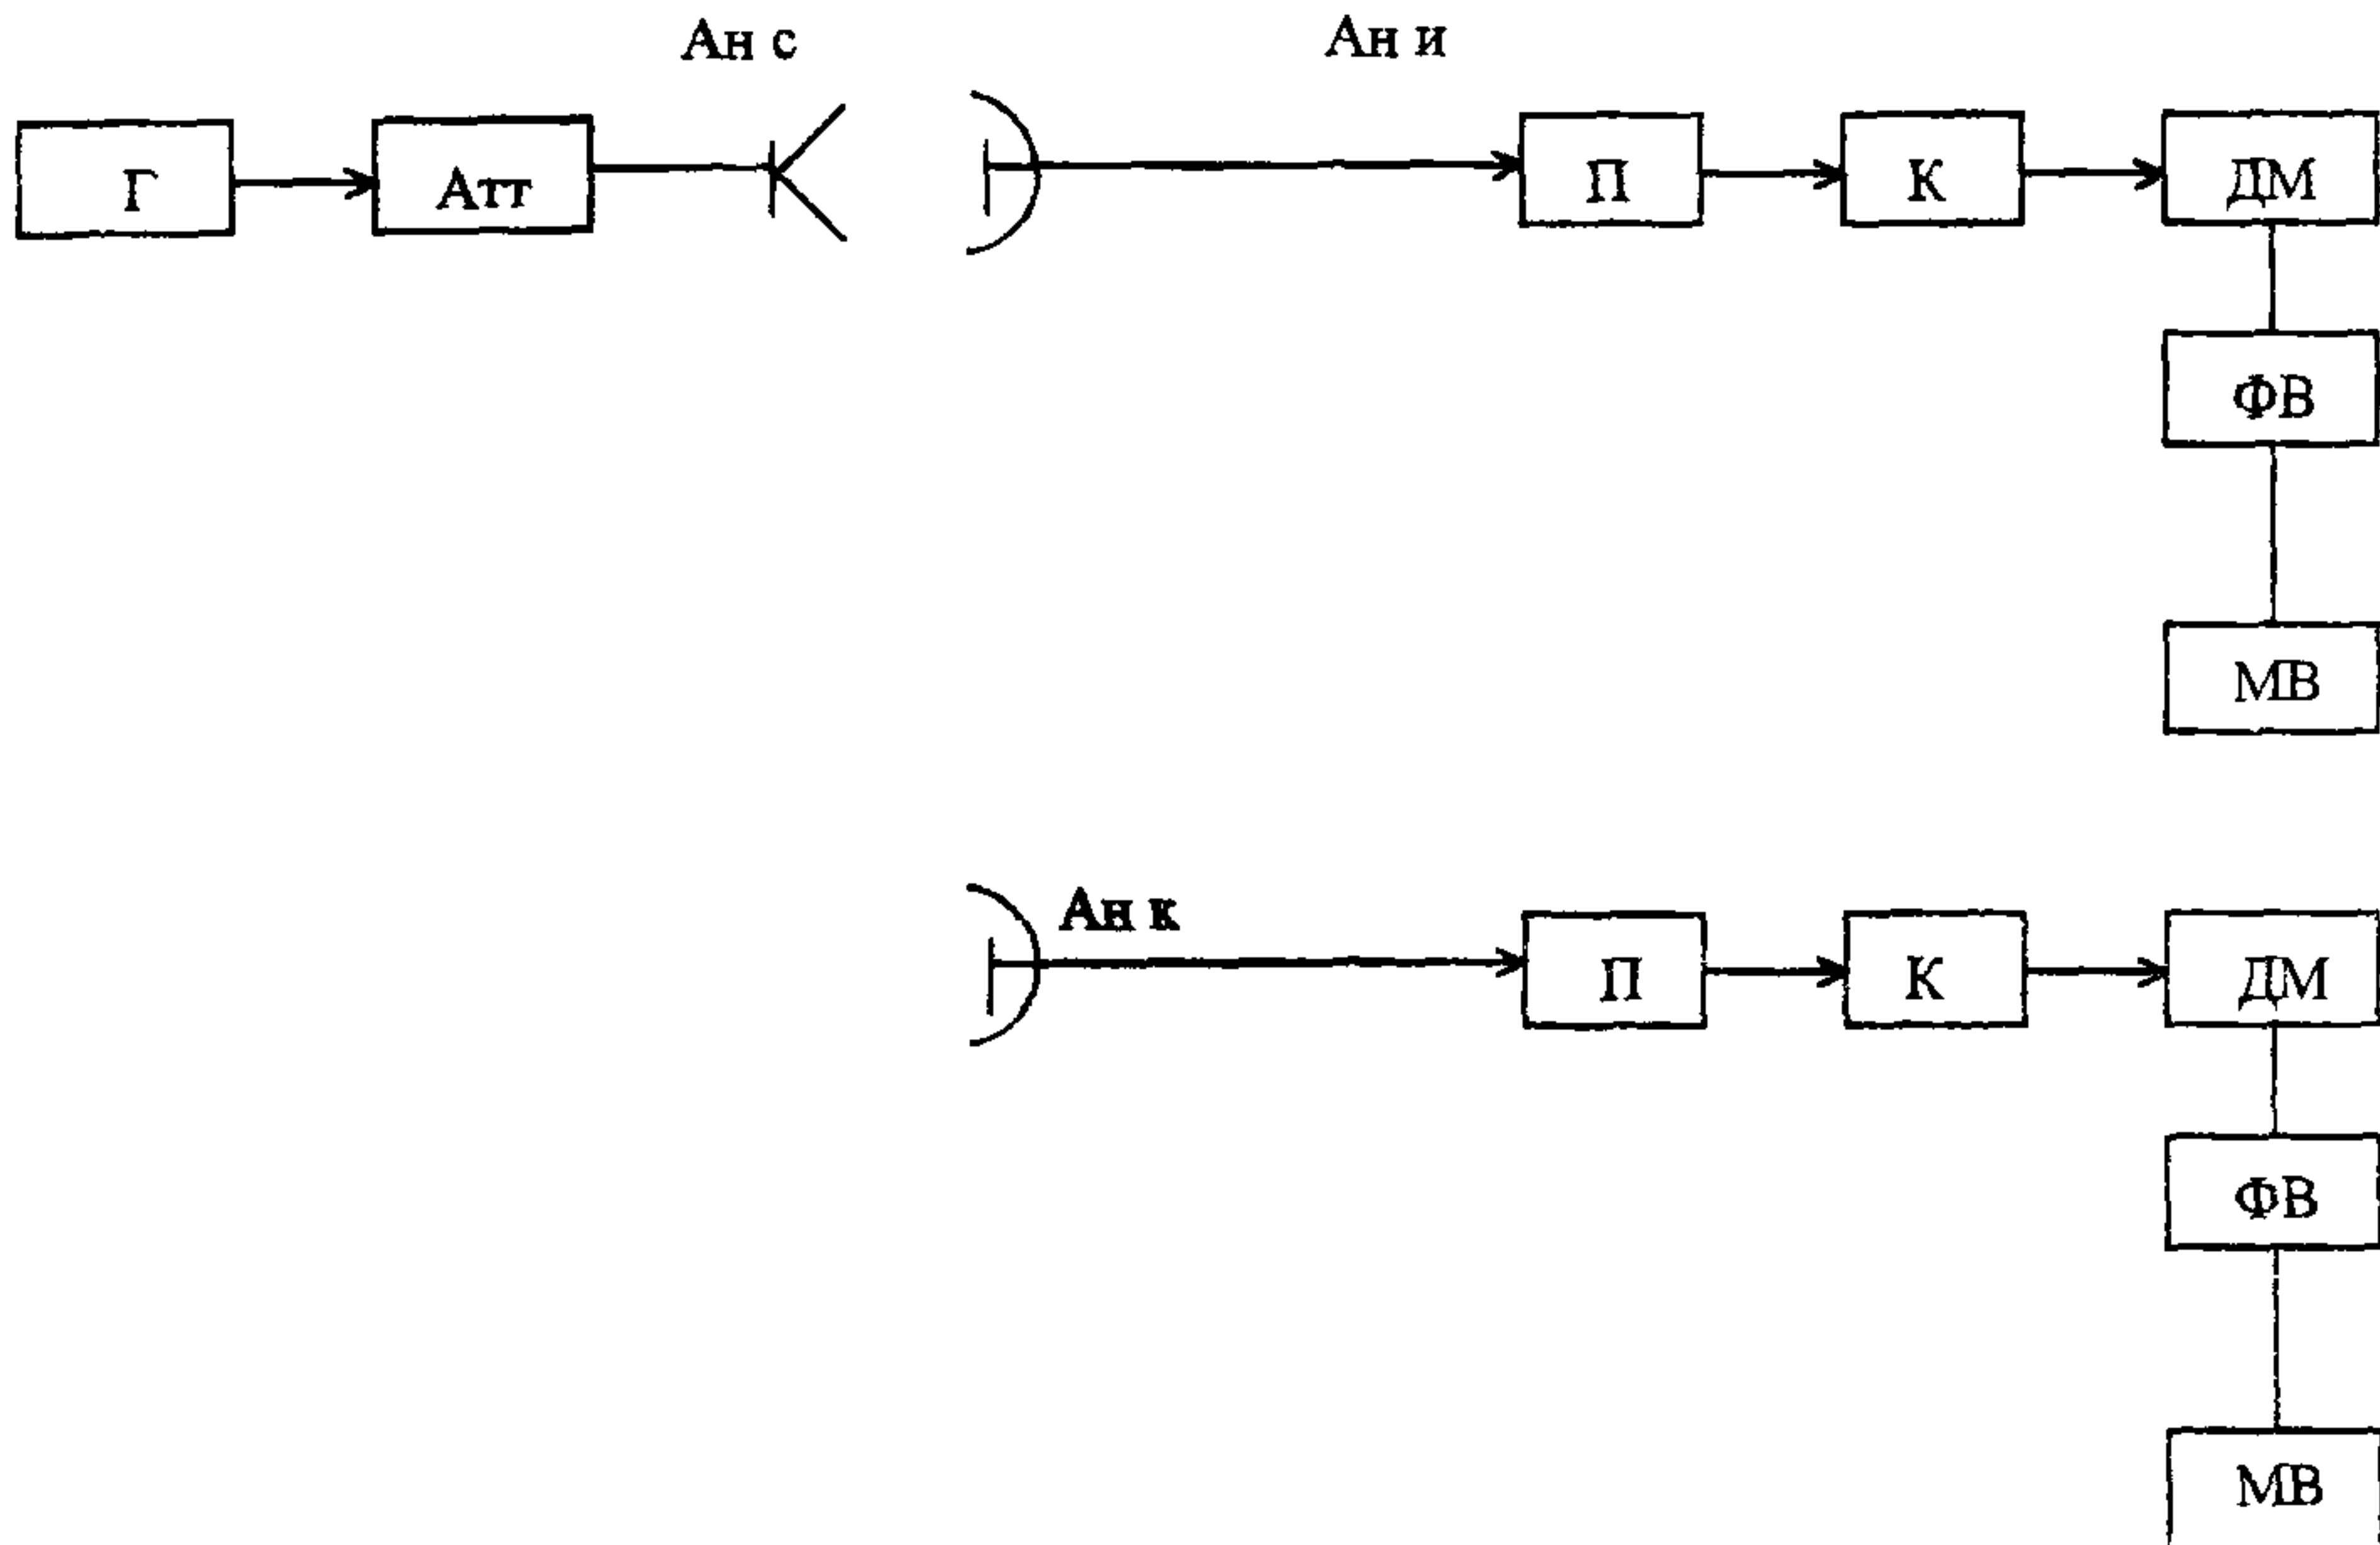 Ан с
Ан и
Г
Атт
П
К
ДМ
ФВ
МВ
Ан к
П
К
ДМ
ФВ
МВ